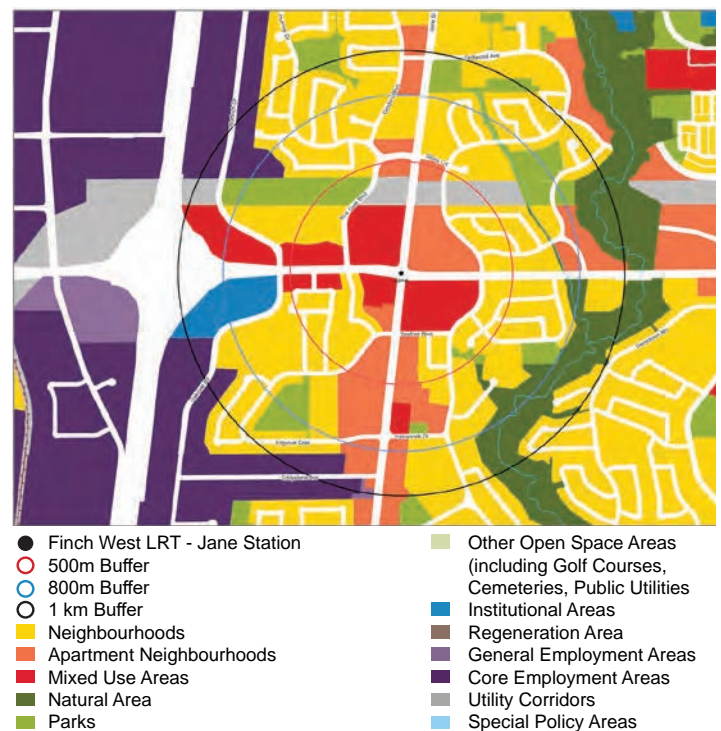 Finch West LRT - Jane Station
500m Buffer
800m Buffer
1 km Buffer
Neighbourhoods
Apartment Neighbourhoods
Mixed Use Areas
Natural Area
Parks
Other Open Space Areas
(including Golf Courses,
Cemeteries, Public Utilities
Institutional Areas
Regeneration Area
General Employment Areas
Core Employment Areas
Utility Corridors
Special Policy Areas